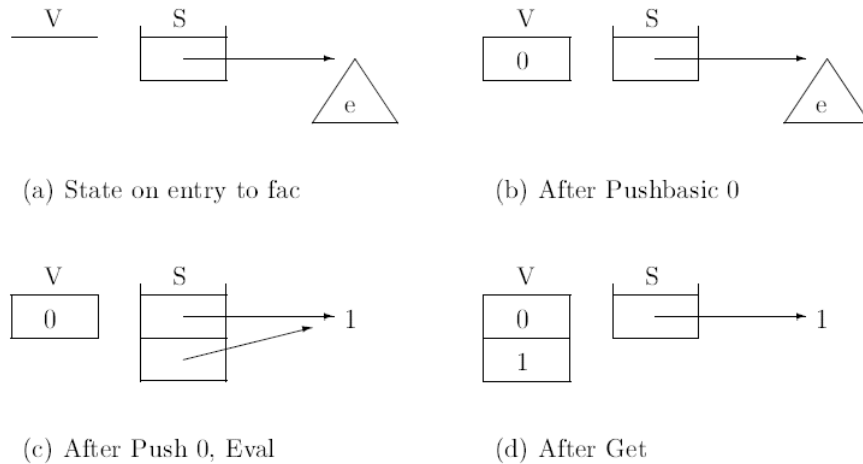 V S V S
0
e e
(a) State on entry to fac (b) After Pushbasic 0
V S V S
0 1 0 1
1
(c) After Push 0, Eval (d) After Get